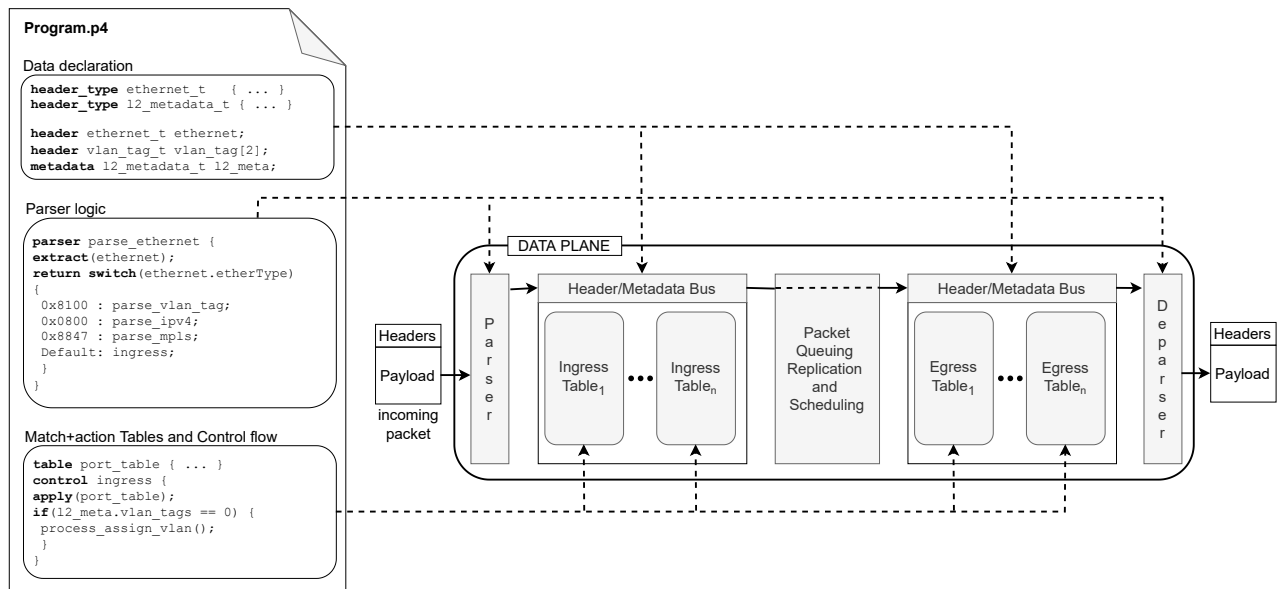 Program.p4
Data declaration
header_type ethernet_t { ... }
header_type l2_metadata_t { ... }
header ethernet_t ethernet;
header vlan_tag_t vlan_tag[2];
metadata l2_metadata_t l2_meta;
Parser logic
parser parse_ethernet {
extract(ethernet);
return switch(ethernet.etherType)
{
0x8100 : parse_vlan_tag;
0x0800 : parse_ipv4;
0x8847 : parse_mpls;
Default: ingress;
}
}
Match+action Tables and Control flow
table port_table { ... }
control ingress {
apply(port_table);
if(l2_meta.vlan_tags == 0) {
process_assign_vlan();
}
}
DATA PLANE
Headers
Payload
incoming
packet
Parser
Header/Metadata Bus
Ingress
Table1
•••
Ingress
Tablen
Packet
Queuing
Replication
and
Scheduling
Header/Metadata Bus
Egress
Table1
•••
Egress
Tablen
Deparser
Headers
Payload